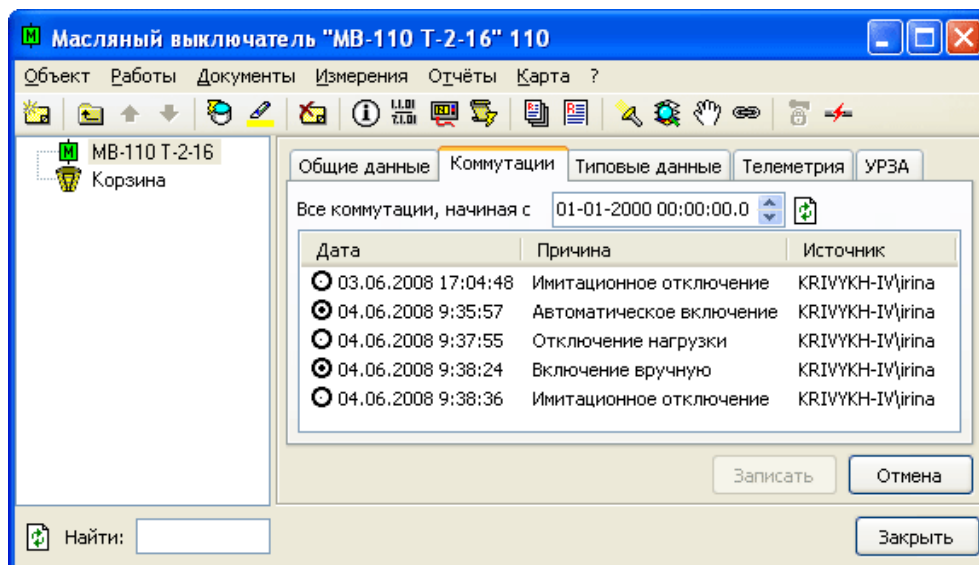 Масляный выключатель "МВ-110 Т-2-16" 110
Объект Работы Документы Измерения Отчёты Карта ?
МВ-110 Т-2-16
Корзина
Общие данные Коммутации Типовые данные Телеметрия УРЗА
Все коммутации, начиная с 01-01-2000 00:00:00.0
Дата Причина Источник
03.06.2008 17:04:48 Имитационное отключение KRIVYKH-IV\irina
04.06.2008 9:35:57 Автоматическое включение KRIVYKH-IV\irina
04.06.2008 9:37:55 Отключение нагрузки KRIVYKH-IV\irina
04.06.2008 9:38:24 Включение вручную KRIVYKH-IV\irina
04.06.2008 9:38:36 Имитационное отключение KRIVYKH-IV\irina
Записать Отмена
Найти: Закрыть